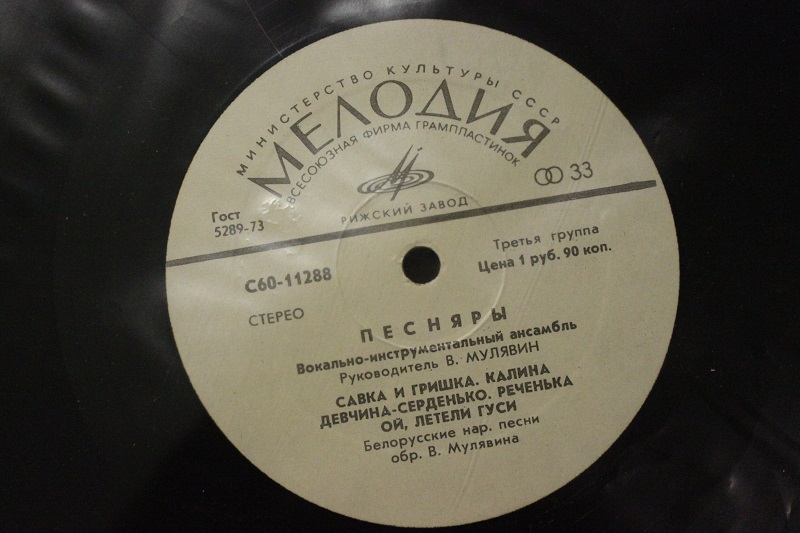 МИНИСТЕРСТВО КУЛЬТУРЫ СССР
МЕЛОДИЯ
ВСЕСОЮЗНАЯ ФИРМА ГРАМПЛАСТИНОК
33
РИЖСКИЙ ЗАВОД
Гост
5289-73
Третья группа
Цена 1 руб. 90 коп.
С60-11288
СТЕРЕО
ПЕСНЯРЫ
Вокально-инструментальный ансамбль
Руководитель В. МУЛЯВИН
САВКА И ГРИШКА. КАЛИНА
ДЕВЧИНА-СЕРДЕНЬКО. РЕЧЕНЬКА
ОЙ, ЛЕТЕЛИ ГУСИ
Белорусские нар. песни
обр. В. Мулявина